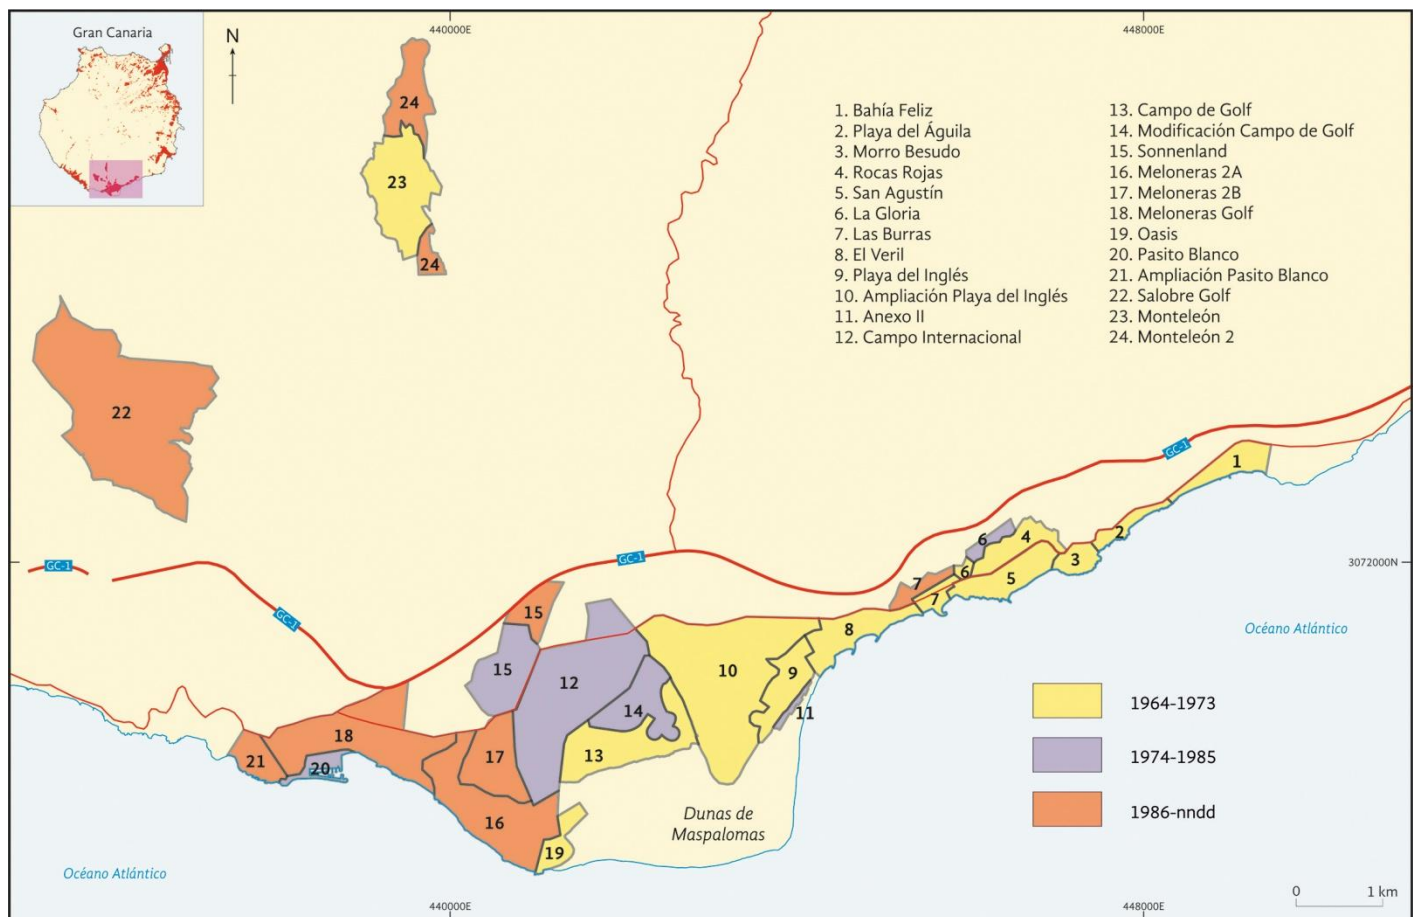 Gran Canaria
N
440000E
448000E
1. Bahía Feliz
2. Playa del Águila
3. Morro Besudo
4. Rocas Rojas
5. San Agustín
6. La Gloria
7. Las Burras
8. El Veril
9. Playa del Inglés
10. Ampliación Playa del Inglés
11. Anexo II
12. Campo Internacional
13. Campo de Golf
14. Modificación Campo de Golf
15. Sonnenland
16. Meloneras 2A
17. Meloneras 2B
18. Meloneras Golf
19. Oasis
20. Pasito Blanco
21. Ampliación Pasito Blanco
22. Salobre Golf
23. Monteleón
24. Monteleón 2
24
23
24
22
GC-1
1
2
6
4
3
6
5
7
7
3072000N
GC-1
GC-1
GC-1
15
8
Océano Atlántico
15
12
10
9
14
11
1964-1973
18
13
17
21
20
1974-1985
16
Dunas de
Maspalomas
1986-nndd
19
Océano Atlántico
0 1 km
440000E
448000E